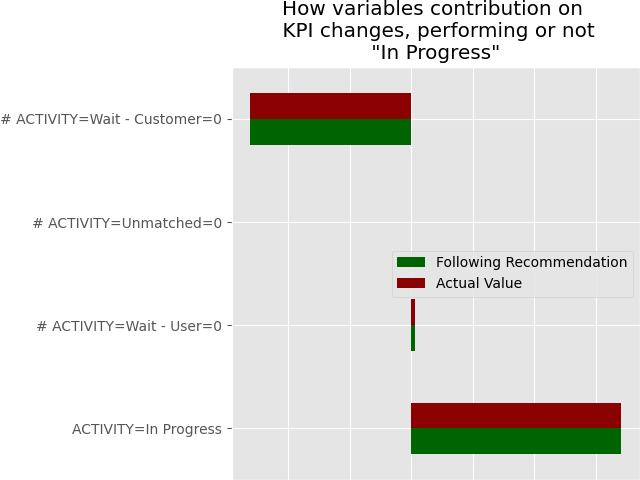 How variables contribution on
KPI changes, performing or not
"In Progress"
# ACTIVITY=Wait - Customer=0
# ACTIVITY=Unmatched=0
Following Recommendation
Actual Value
# ACTIVITY=Wait - User=0
ACTIVITY=In Progress